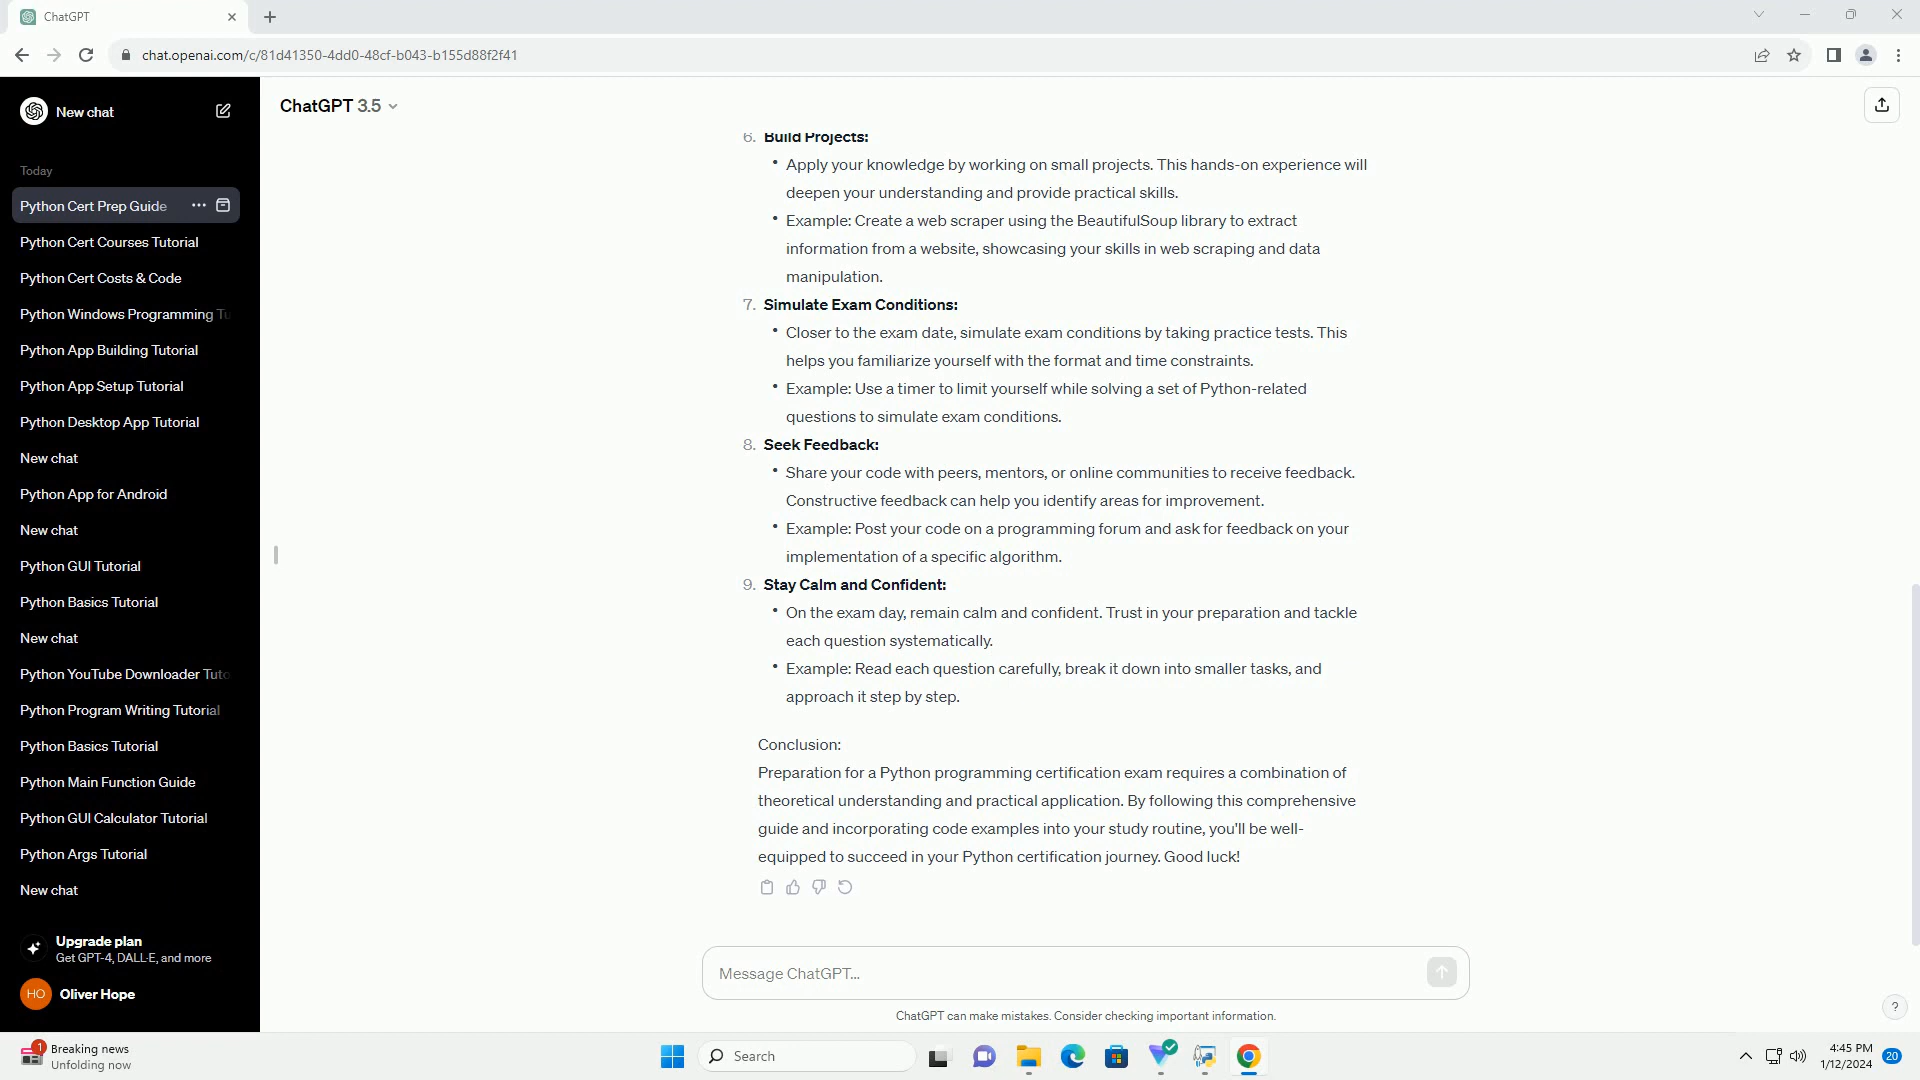 ChatGPT
chat.openai.com/c/81d41350-4dd0-48cf-b043-b155d88f2f41
New chat
Today
Python Cert Prep Guide
Python Cert Courses Tutorial
Python Cert Costs & Code
Python Windows Programming Tu
Python App Building Tutorial
Python App Setup Tutorial
Python Desktop App Tutorial
New chat
Python App for Android
New chat
Python GUI Tutorial
Python Basics Tutorial
New chat
Python YouTube Downloader Tuto
Python Program Writing Tutorial
Python Basics Tutorial
Python Main Function Guide
Python GUI Calculator Tutorial
Python Args Tutorial
New chat
Upgrade plan
Get GPT-4, DALL·E, and more
HO Oliver Hope
ChatGPT 3.5
6. Build Projects:
• Apply your knowledge by working on small projects. This hands-on experience will
deepen your understanding and provide practical skills.
• Example: Create a web scraper using the BeautifulSoup library to extract
information from a website, showcasing your skills in web scraping and data
manipulation.
7. Simulate Exam Conditions:
• Closer to the exam date, simulate exam conditions by taking practice tests. This
helps you familiarize yourself with the format and time constraints.
• Example: Use a timer to limit yourself while solving a set of Python-related
questions to simulate exam conditions.
8. Seek Feedback:
• Share your code with peers, mentors, or online communities to receive feedback.
Constructive feedback can help you identify areas for improvement.
• Example: Post your code on a programming forum and ask for feedback on your
implementation of a specific algorithm.
9. Stay Calm and Confident:
• On the exam day, remain calm and confident. Trust in your preparation and tackle
each question systematically.
• Example: Read each question carefully, break it down into smaller tasks, and
approach it step by step.
Conclusion:
Preparation for a Python programming certification exam requires a combination of
theoretical understanding and practical application. By following this comprehensive
guide and incorporating code examples into your study routine, you'll be well-
equipped to succeed in your Python certification journey. Good luck!
Message ChatGPT...
ChatGPT can make mistakes. Consider checking important information.
?
1
Breaking news
Unfolding now
Search
4:45 PM
1/12/2024
20